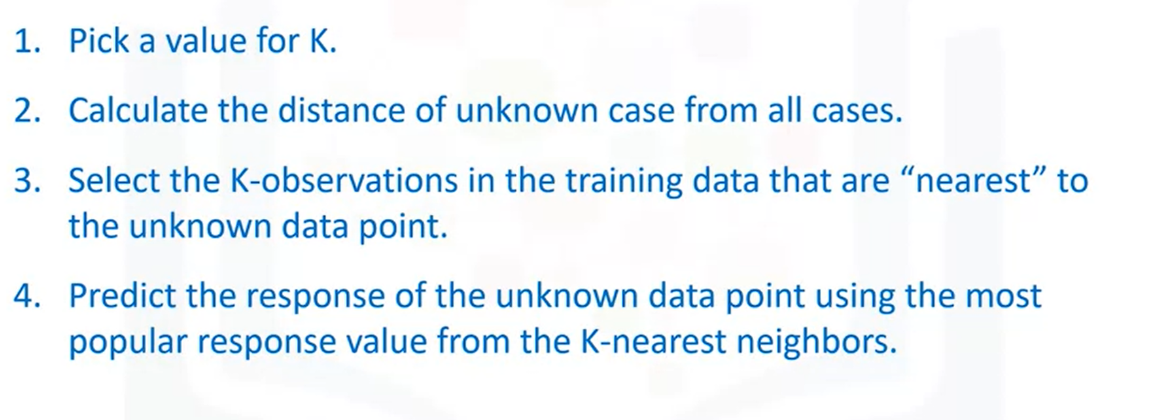 1. Pick a value for K.
2. Calculate the distance of unknown case from all cases.
3. Select the K-observations in the training data that are “nearest” to
the unknown data point.
4. Predict the response of the unknown data point using the most
popular response value from the K-nearest neighbors.